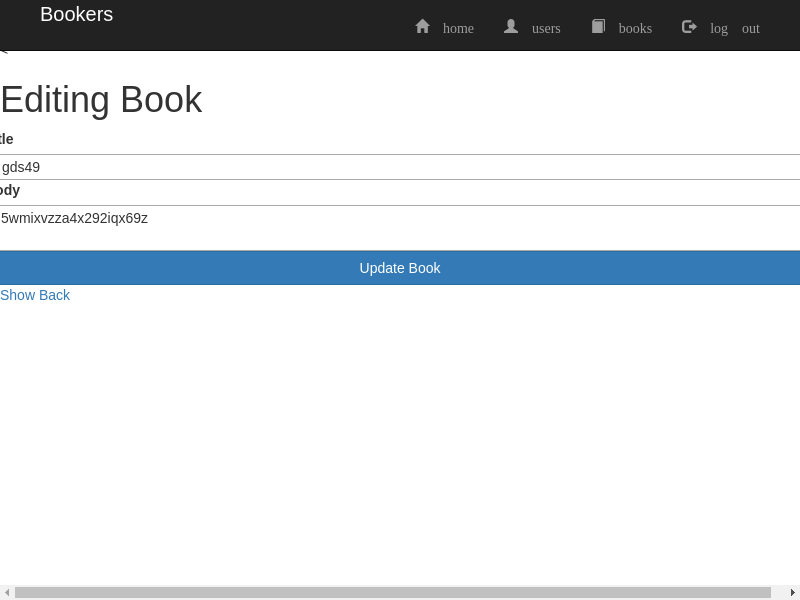 Bookers
home users books log out
<
Editing Book
tle
gds49
ody
5wmixvzza4x292iqx69z
Update Book
Show Back